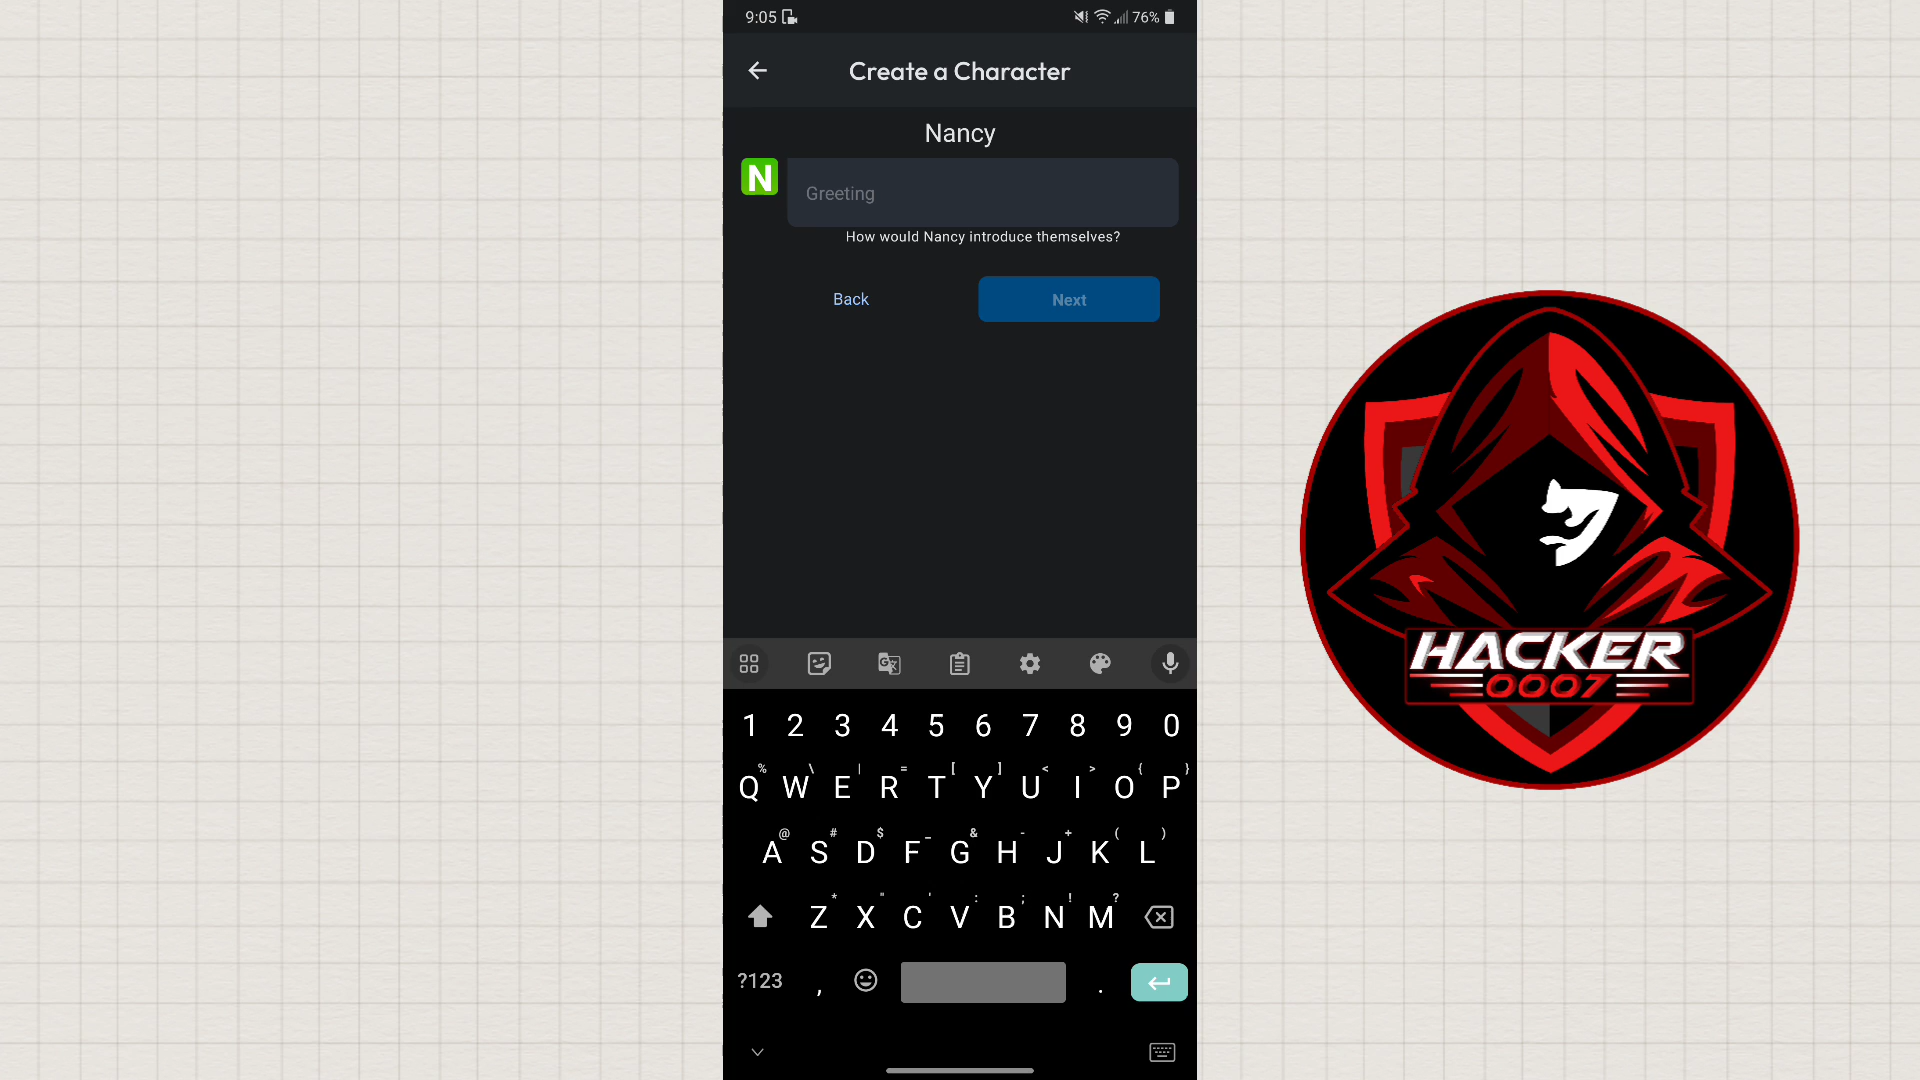 9:05 76%
Create a Character
Nancy
N
Greeting
How would Nancy introduce themselves?
Back Next
1 2 3 4 5 6 7 8 9 0
% \ | = [ ] < > { }
Q W E R T Y U I O P
@ # $ _ & - + ( )
A S D F G H J K L
* " ' : ; ! ?
Z X C V B N M
?123 , .
HACKER
0007